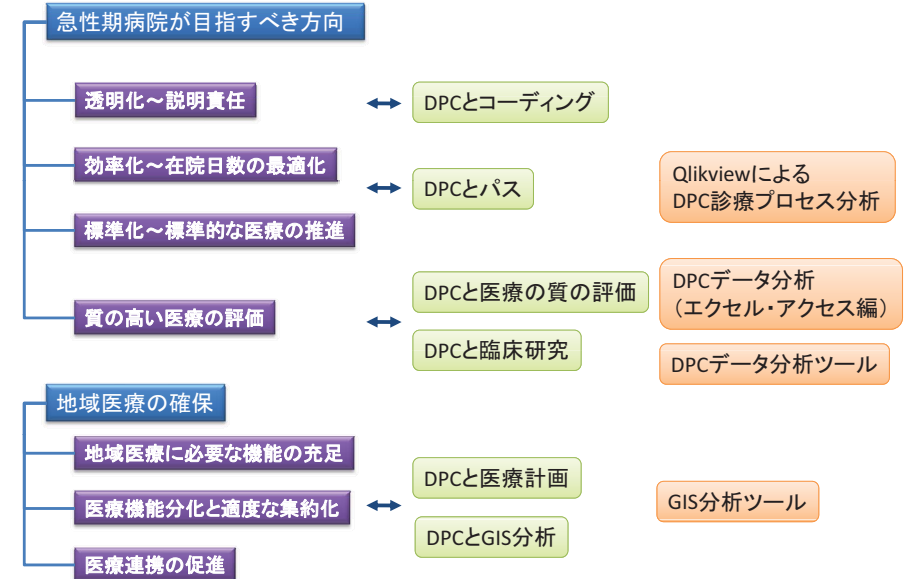 急性期病院が目指すべき方向
透明化～説明責任
DPCとコーディング
効率化～在院日数の最適化
DPCとパス
Qlikviewによる
DPC診療プロセス分析
標準化～標準的な医療の推進
DPCと医療の質の評価
DPCデータ分析
（エクセル・アクセス編）
質の高い医療の評価
DPCと臨床研究
DPCデータ分析ツール
地域医療の確保
地域医療に必要な機能の充足
DPCと医療計画
医療機能分化と適度な集約化
GIS分析ツール
DPCとGIS分析
医療連携の促進